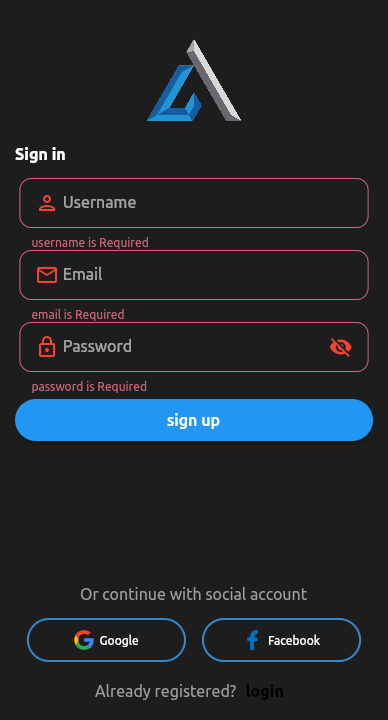 Sign in
Username
username is Required
Email
email is Required
Password
password is Required
sign up
Or continue with social account
Google Facebook
Already registered? login